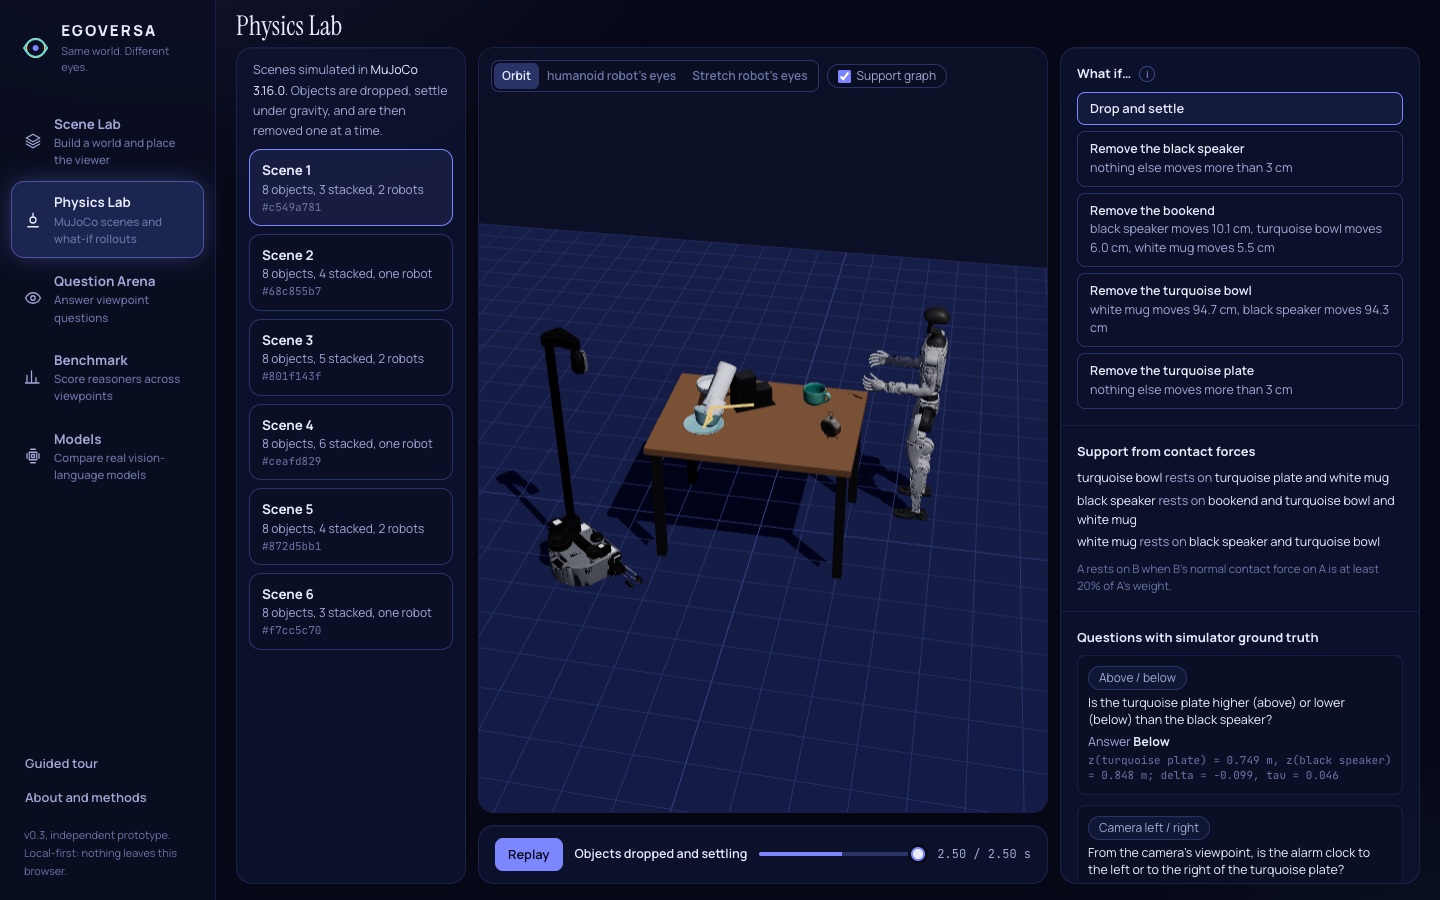 EGOVERSA
Same world. Different
eyes.
Scene Lab
Build a world and place
the viewer
Physics Lab
MuJoCo scenes and
what-if rollouts
Question Arena
Answer viewpoint
questions
Benchmark
Score reasoners across
viewpoints
Models
Compare real vision-
language models
Guided tour
About and methods
v0.3, independent prototype.
Local-first: nothing leaves this
browser.
Physics Lab
Scenes simulated in MuJoCo
3.16.0. Objects are dropped, settle
under gravity, and are then
removed one at a time.
Scene 1
8 objects, 3 stacked, 2 robots
#c549a781
Scene 2
8 objects, 4 stacked, one robot
#68c855b7
Scene 3
8 objects, 5 stacked, 2 robots
#801f143f
Scene 4
8 objects, 6 stacked, one robot
#ceafd829
Scene 5
8 objects, 4 stacked, 2 robots
#872d5bb1
Scene 6
8 objects, 3 stacked, one robot
#f7cc5c70
Orbit humanoid robot's eyes Stretch robot's eyes Support graph
Replay Objects dropped and settling 2.50 / 2.50 s
What if... i
Drop and settle
Remove the black speaker
nothing else moves more than 3 cm
Remove the bookend
black speaker moves 10.1 cm, turquoise bowl moves
6.0 cm, white mug moves 5.5 cm
Remove the turquoise bowl
white mug moves 94.7 cm, black speaker moves 94.3
cm
Remove the turquoise plate
nothing else moves more than 3 cm
Support from contact forces
turquoise bowl rests on turquoise plate and white mug
black speaker rests on bookend and turquoise bowl and
white mug
white mug rests on black speaker and turquoise bowl
A rests on B when B's normal contact force on A is at least
20% of A's weight.
Questions with simulator ground truth
Above / below
Is the turquoise plate higher (above) or lower
(below) than the black speaker?
Answer Below
z(turquoise plate) = 0.749 m, z(black speaker)
= 0.848 m; delta = -0.099, tau = 0.046
Camera left / right
From the camera's viewpoint, is the alarm clock to
the left or to the right of the turquoise plate?